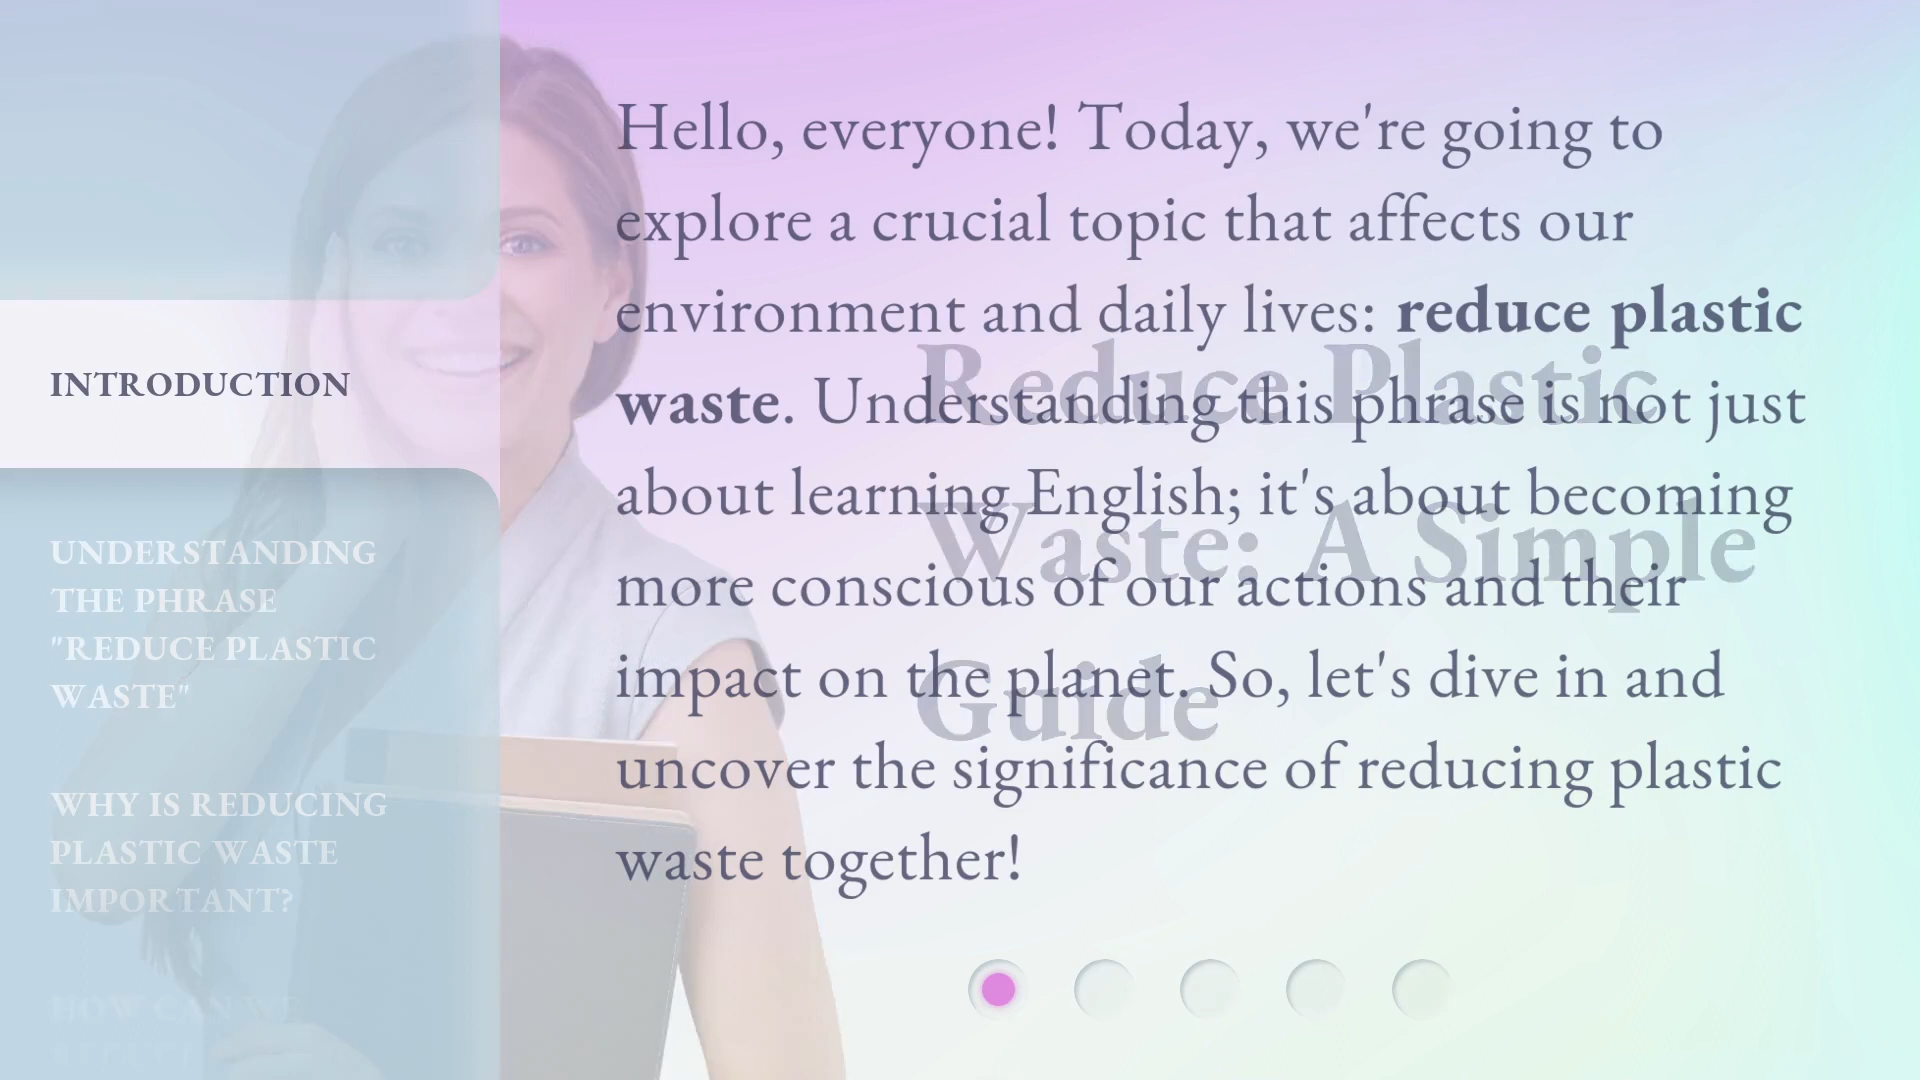 INTRODUCTION
UNDERSTANDING
THE PHRASE
"REDUCE PLASTIC
WASTE"
WHY IS REDUCING
PLASTIC WASTE
IMPORTANT?
HOW CAN WE
Hello, everyone! Today, we're going to
explore a crucial topic that affects our
environment and daily lives: reduce plastic
waste. Understanding this phrase is not just
about learning English; it's about becoming
more conscious of our actions and their
impact on the planet. So, let's dive in and
uncover the significance of reducing plastic
waste together!
Reduce Plastic
Waste: A Simple
Guide